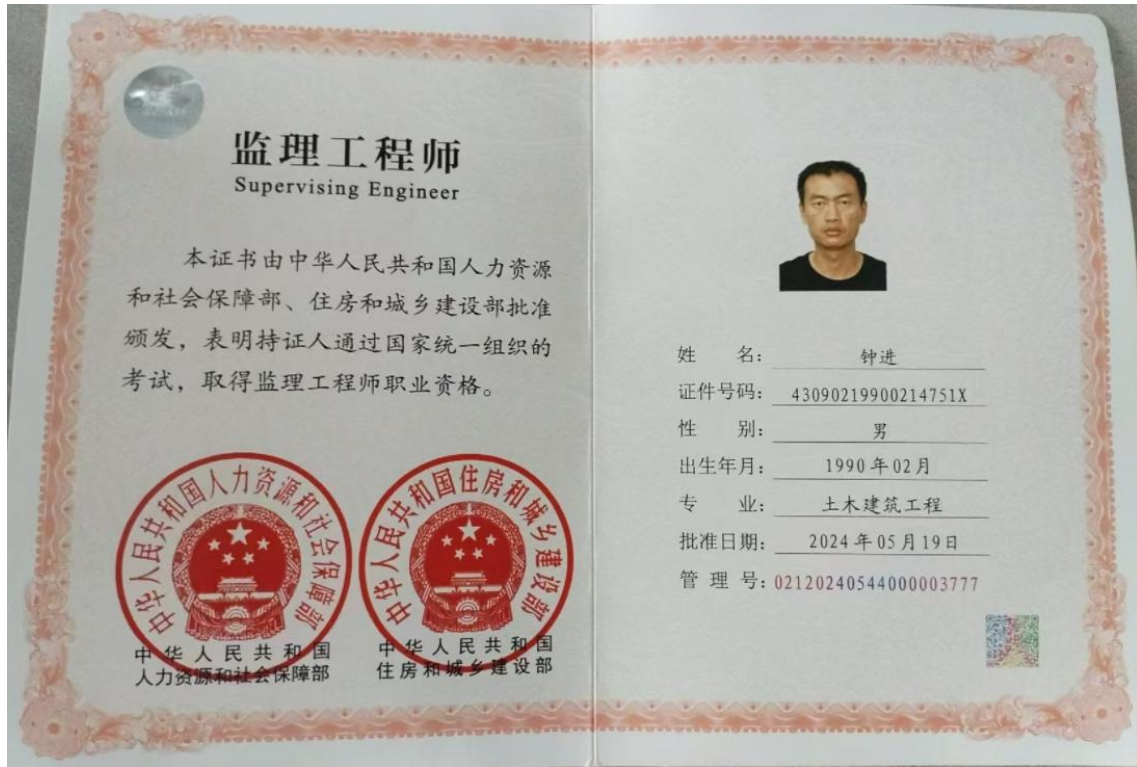 监理工程师
Supervising Engineer
本证书由中华人民共和国人力资源
和社会保障部、住房和城乡建设部批准
颁发，表明持证人通过国家统一组织的
考试，取得监理工程师职业资格。
中华人民共和国人力资源和社会保障部
中华人民共和国
人力资源和社会保障部
中华人民共和国住房和城乡建设部
中华人民共和国
住房和城乡建设部
姓 名：钟进
证件号码：43090219900214751X
性 别：男
出生年月：1990年02月
专 业：土木建筑工程
批准日期：2024年05月19日
管 理 号：02120240544000003777